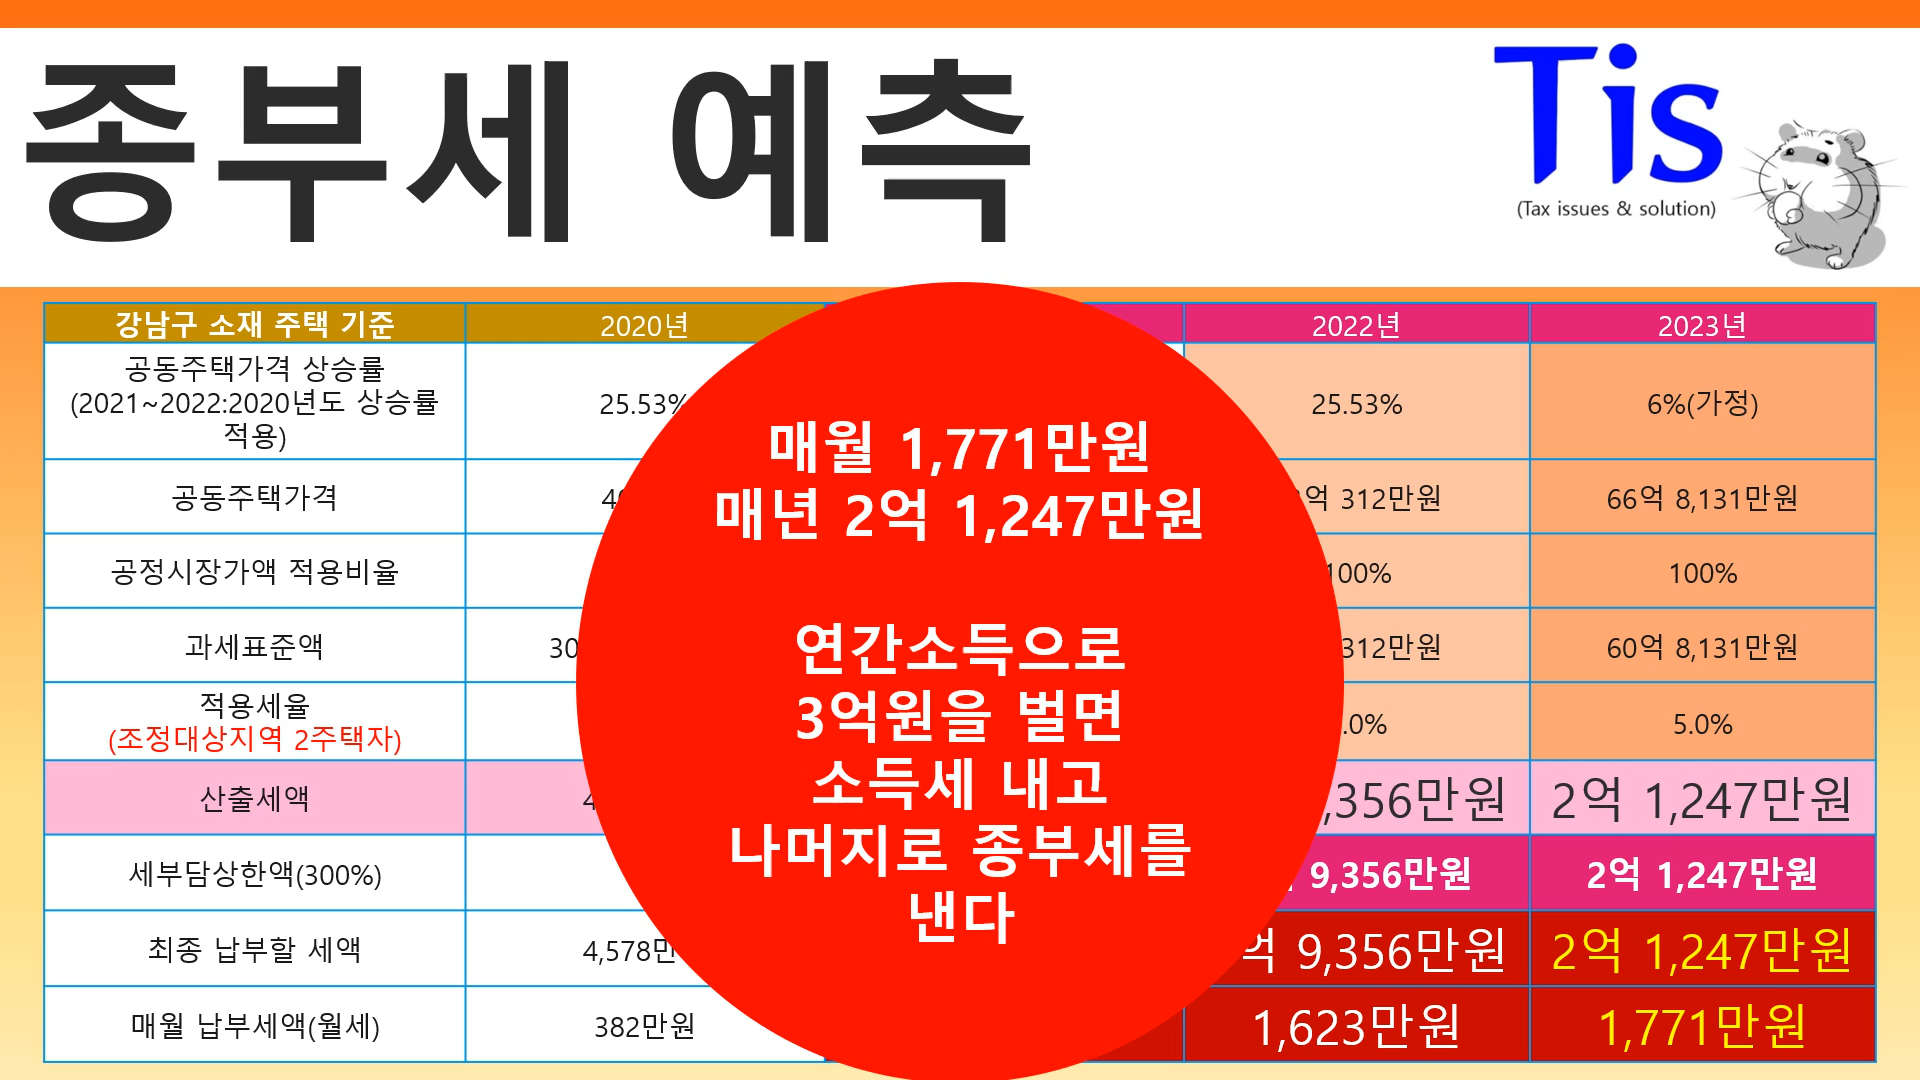 종부세 예측
Tis
(Tax issues & solution)
강남구 소재 주택 기준 2020년 2022년 2023년
공동주택가격 상승률
(2021~2022:2020년도 상승률
적용)
25.53% 25.53% 6%(가정)
공동주택가격 312만원 66억 8,131만원
공정시장가액 적용비율 100% 100%
과세표준액 312만원 60억 8,131만원
적용세율
(조정대상지역 2주택자)
5.0%
산출세액 2억 1,247만원
세부담상한액(300%) 9,356만원 2억 1,247만원
최종 납부할 세액 4,578만 9,356만원 2억 1,247만원
매월 납부세액(월세) 382만원 1,623만원 1,771만원
매월 1,771만원
매년 2억 1,247만원
연간소득으로
3억원을 벌면
소득세 내고
나머지로 종부세를
낸다